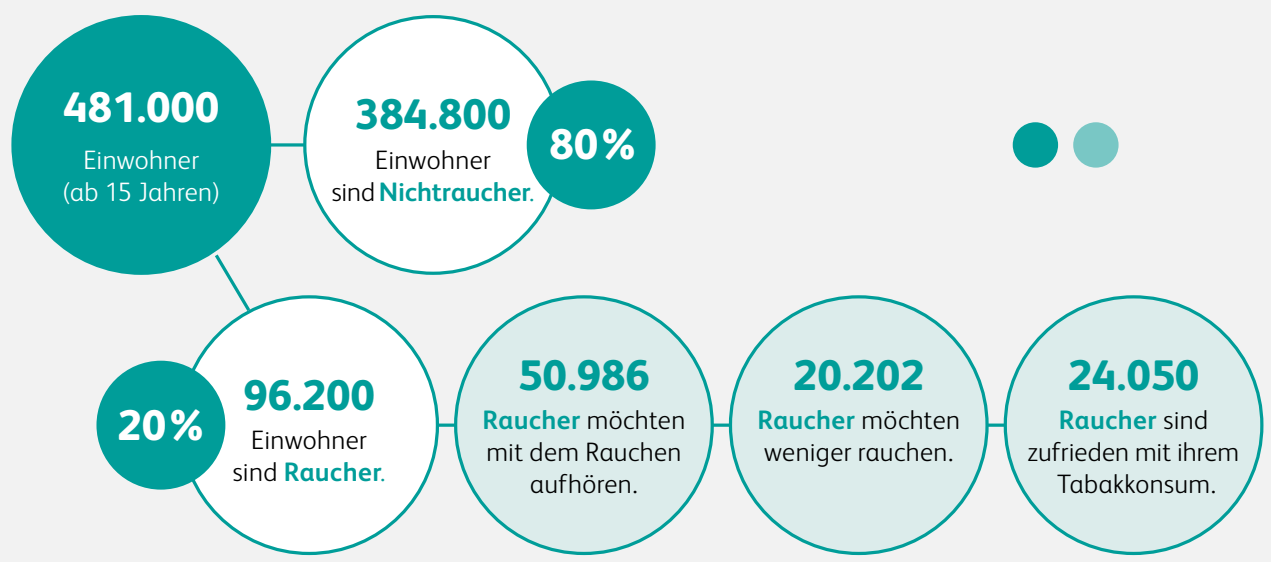 481.000
Einwohner
(ab 15 Jahren)
384.800
Einwohner
sind Nichtraucher.
80%
20%
96.200
Einwohner
sind Raucher.
50.986
Raucher möchten
mit dem Rauchen
aufhören.
20.202
Raucher möchten
weniger rauchen.
24.050
Raucher sind
zufrieden mit ihrem
Tabakkonsum.